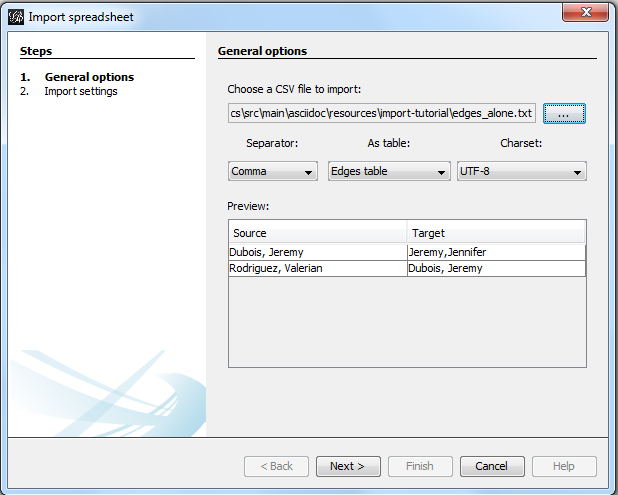 Import spreadsheet
Steps
1. General options
2. Import settings
General options
Choose a CSV file to import:
cs\src\main\asciidoc\resources\import-tutorial\edges_alone.txt ...
Separator: As table: Charset:
Comma Edges table UTF-8
Preview:
Source Target
Dubois, Jeremy Jeremy,Jennifer
Rodriguez, Valerian Dubois, Jeremy
< Back Next > Finish Cancel Help